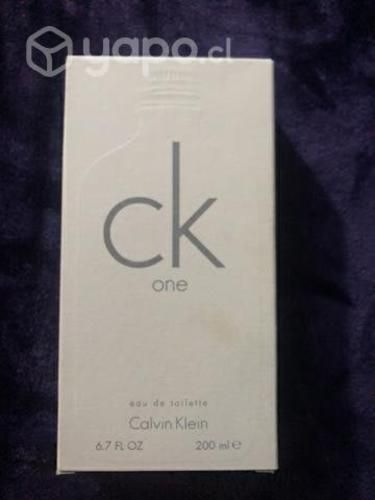 yapo.cl
ck
one
eau de toilette
Calvin Klein
6.7 FL OZ 200 ml ℮